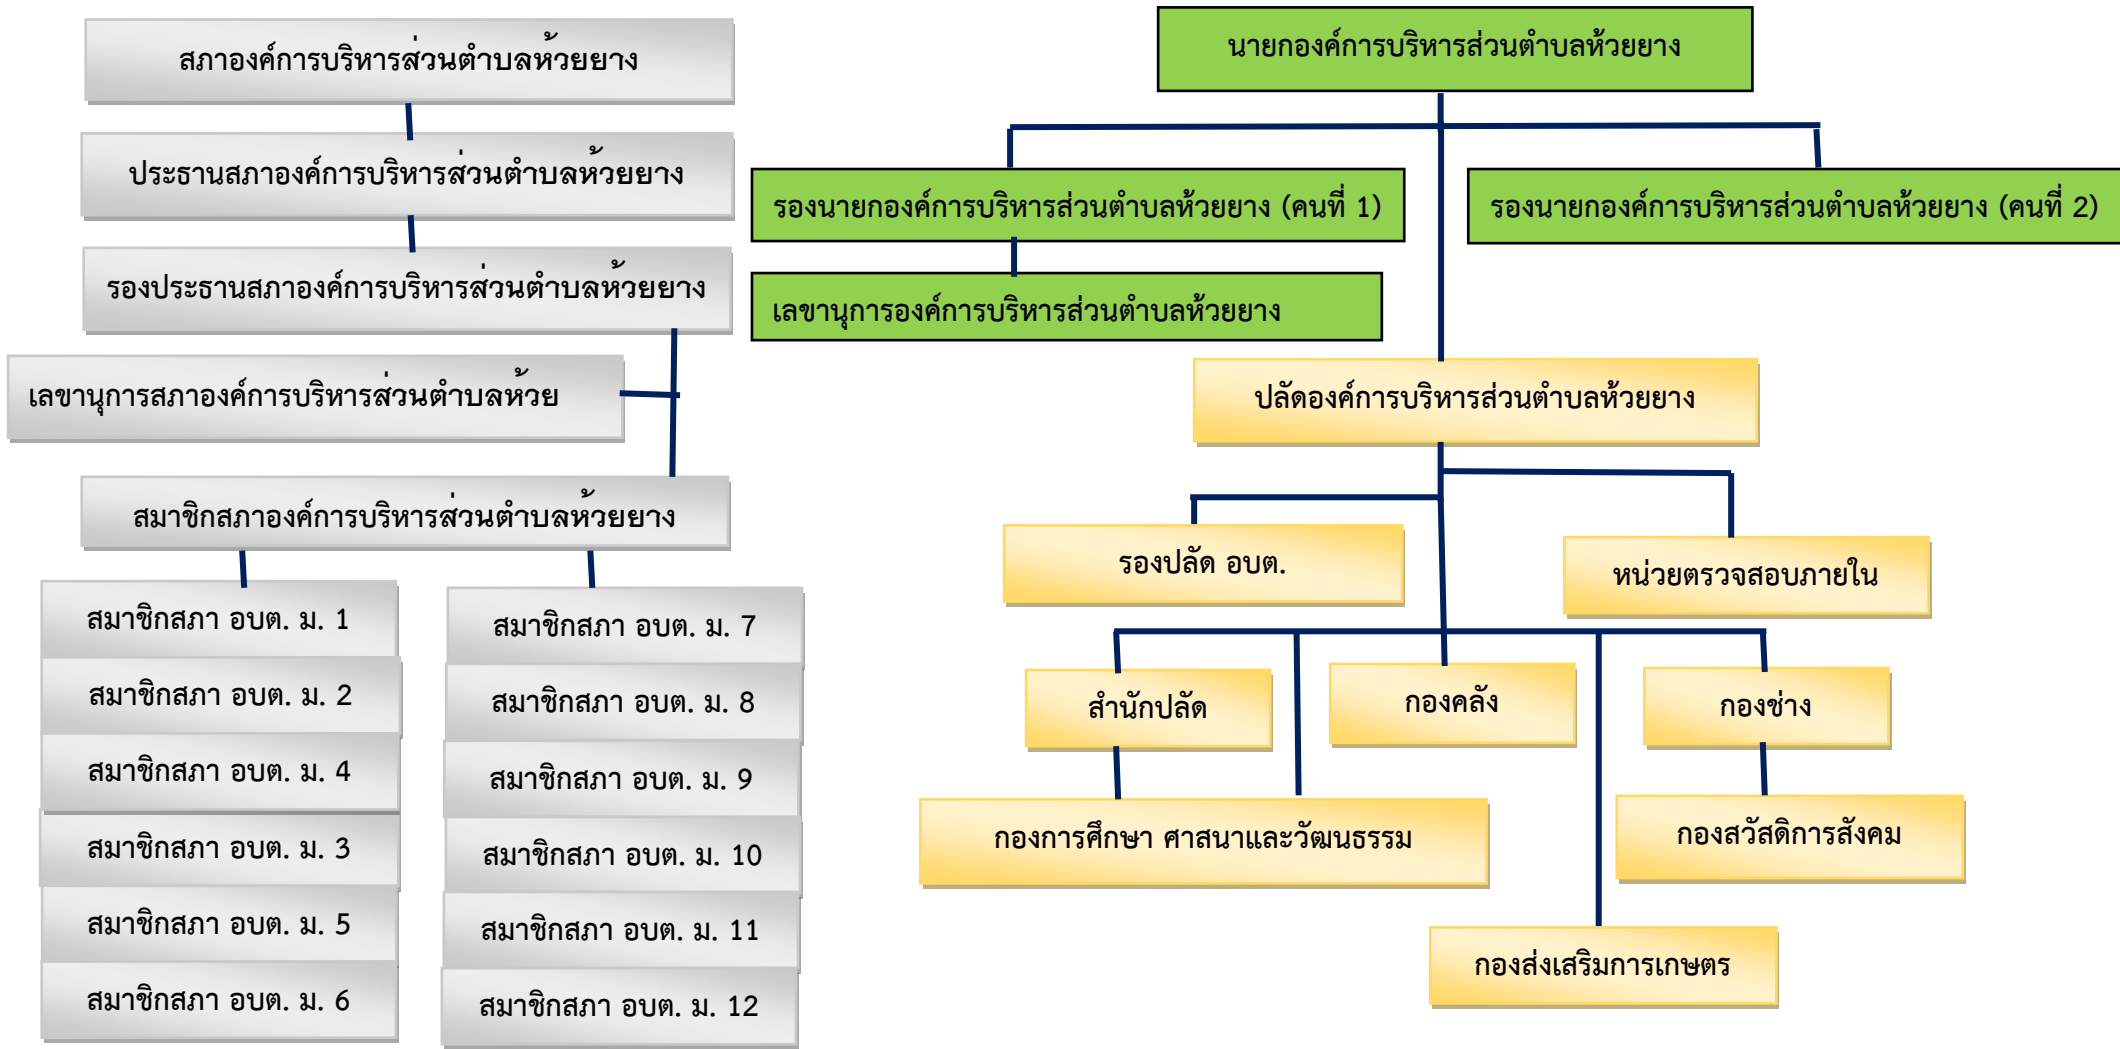 สภาองค์การบริหารส่วนตำบลห้วยยาง
ประธานสภาองค์การบริหารส่วนตำบลห้วยยาง
รองประธานสภาองค์การบริหารส่วนตำบลห้วยยาง
เลขานุการสภาองค์การบริหารส่วนตำบลห้วย
สมาชิกสภาองค์การบริหารส่วนตำบลห้วยยาง
สมาชิกสภา อบต. ม. 1
สมาชิกสภา อบต. ม. 2
สมาชิกสภา อบต. ม. 4
สมาชิกสภา อบต. ม. 3
สมาชิกสภา อบต. ม. 5
สมาชิกสภา อบต. ม. 6
สมาชิกสภา อบต. ม. 7
สมาชิกสภา อบต. ม. 8
สมาชิกสภา อบต. ม. 9
สมาชิกสภา อบต. ม. 10
สมาชิกสภา อบต. ม. 11
สมาชิกสภา อบต. ม. 12
นายกองค์การบริหารส่วนตำบลห้วยยาง
รองนายกองค์การบริหารส่วนตำบลห้วยยาง (คนที่ 1)
รองนายกองค์การบริหารส่วนตำบลห้วยยาง (คนที่ 2)
เลขานุการองค์การบริหารส่วนตำบลห้วยยาง
ปลัดองค์การบริหารส่วนตำบลห้วยยาง
รองปลัด อบต.
หน่วยตรวจสอบภายใน
สำนักปลัด
กองคลัง
กองช่าง
กองการศึกษา ศาสนาและวัฒนธรรม
กองสวัสดิการสังคม
กองส่งเสริมการเกษตร